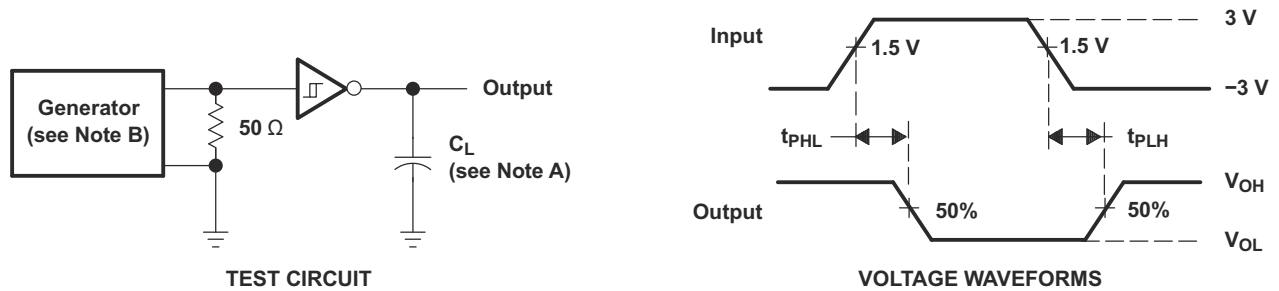 Generator
(see Note B)
50 Ω
Output
C_L
(see Note A)
TEST CIRCUIT
Input
1.5 V
1.5 V
3 V
−3 V
t_PHL
t_PLH
Output
50%
50%
V_OH
V_OL
VOLTAGE WAVEFORMS